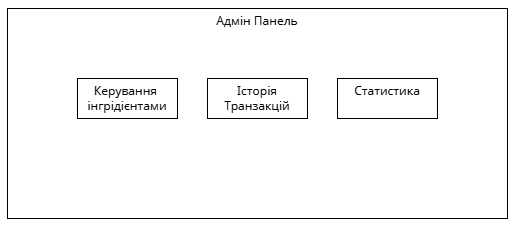 Адмін Панель
Керування
інгрідієнтами
Історія
Транзакцій
Статистика